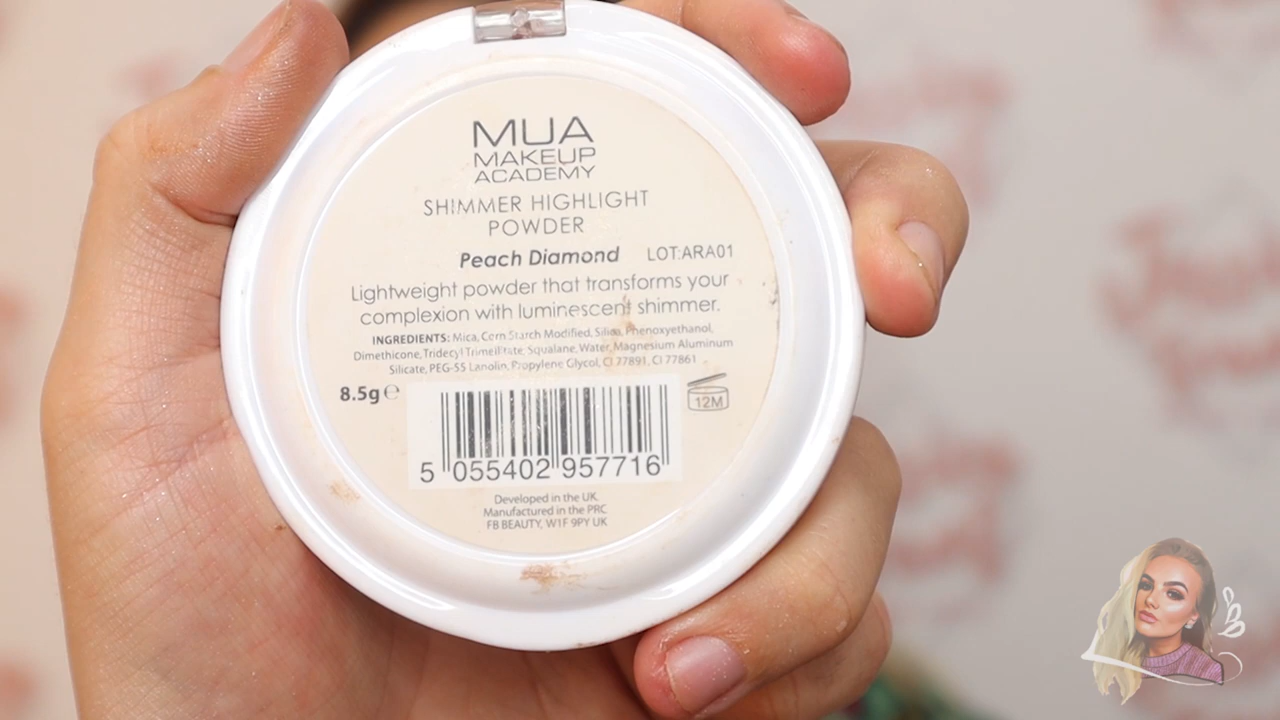 MUA
MAKEUP
ACADEMY
SHIMMER HIGHLIGHT
POWDER
Peach Diamond LOT:ARA01
Lightweight powder that transforms your
complexion with luminescent shimmer.
INGREDIENTS: Mica, Corn Starch Modified, Silica, Phenoxyethanol,
Dimethicone, Tridecyl Trimellitate, Squalane, Water, Magnesium Aluminum
Silicate, PEG-55 Lanolin, Propylene Glycol, CI 77891, CI 77861
8.5g ℮
12M
5 055402 957716
Developed in the UK
Manufactured in the PRC
FB BEAUTY, W1F 9PY UK